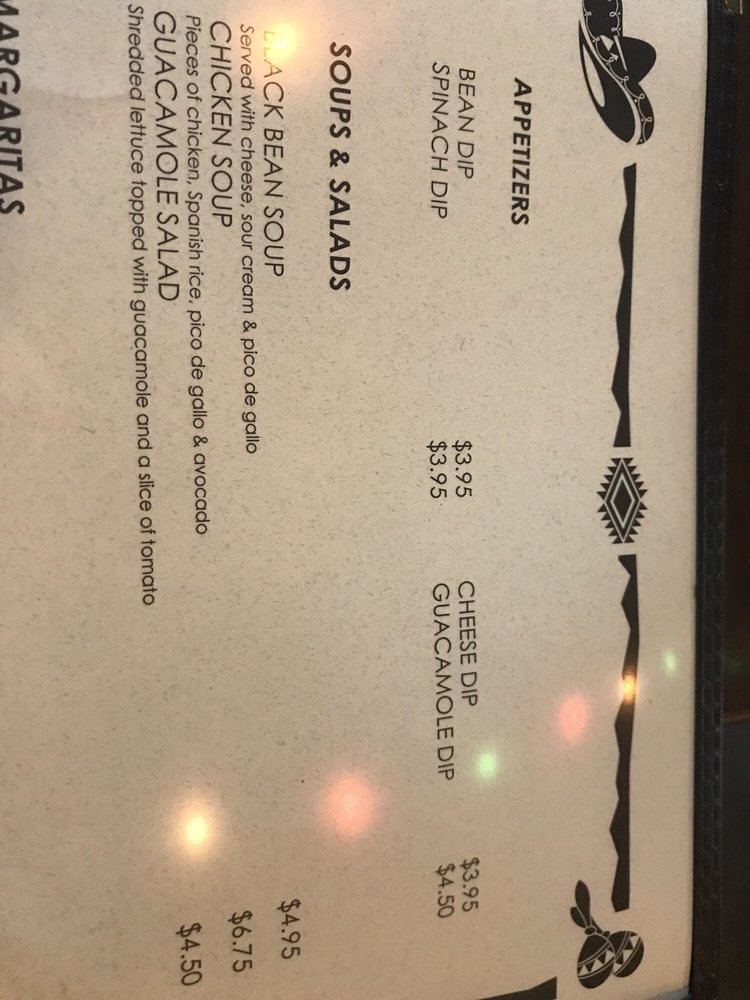 APPETIZERS
BEAN DIP $3.95 CHEESE DIP $3.95
SPINACH DIP $3.95 GUACAMOLE DIP $4.50
SOUPS & SALADS
BLACK BEAN SOUP $4.95
Served with cheese, sour cream & pico de gallo
CHICKEN SOUP $6.75
Pieces of chicken, Spanish rice, pico de gallo & avocado
GUACAMOLE SALAD $4.50
Shredded lettuce topped with guacamole and a slice of tomato
MARGARITAS